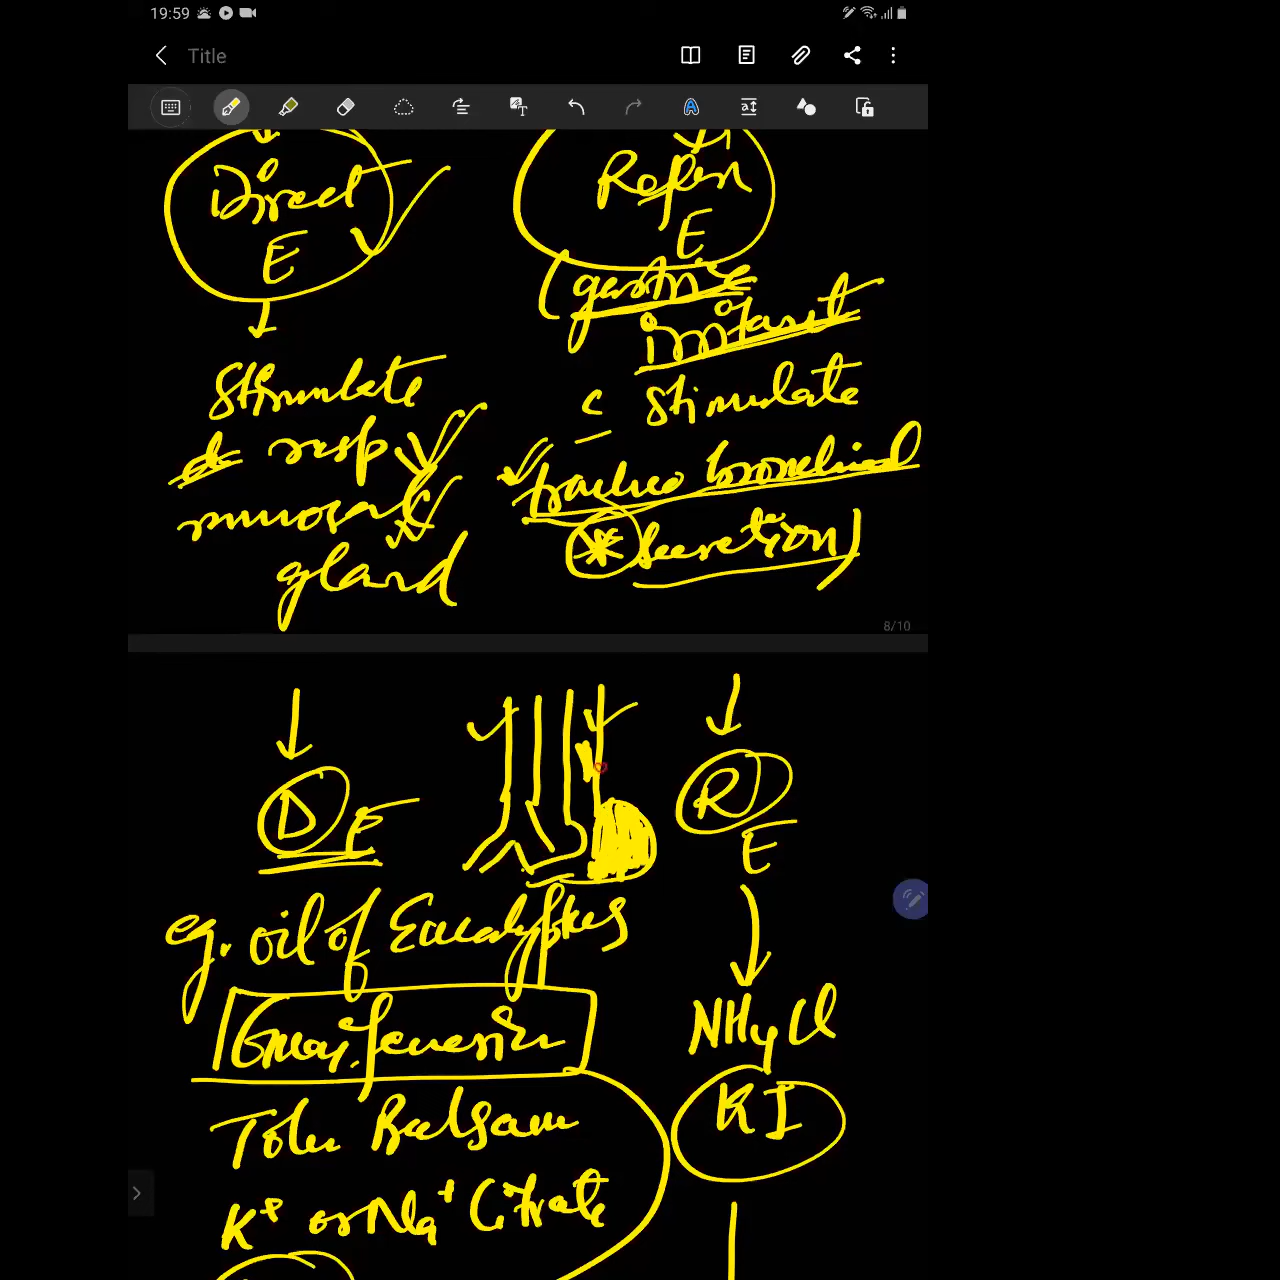 19:59
Title
Direct
E
Stimulate
resp
mucosal
gland
Reflex
E
(gastric
irritant
c stimulate
tracheo bronchial
* secretion)
8/10
D E
R
E
eg. oil of Eucalyptus
Guaifenesin
Tolu Balsam
K+ or Na+ Citrate
NH4Cl
KI